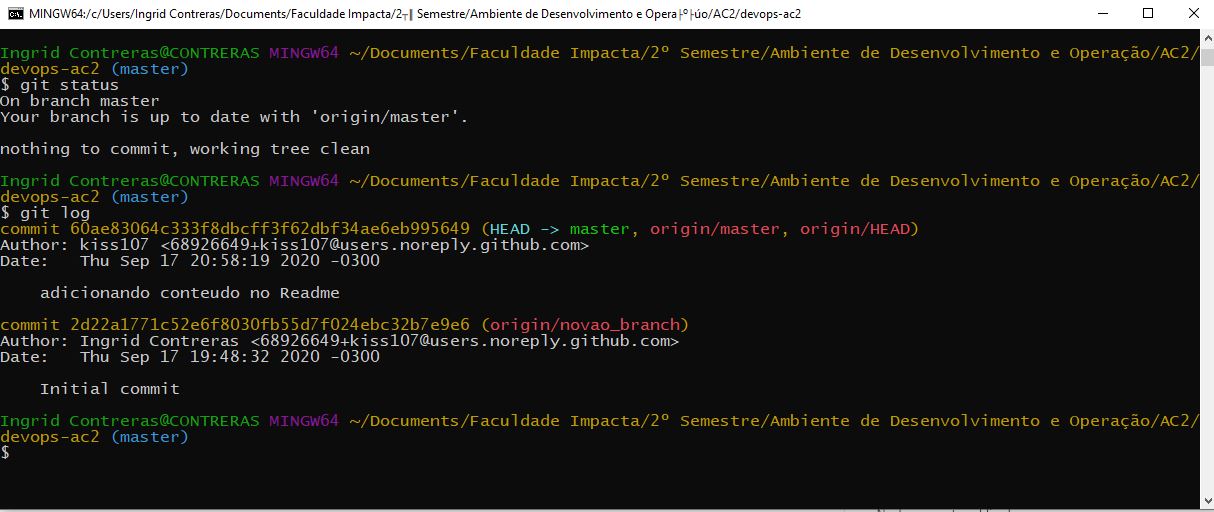 MINGW64:/c/Users/Ingrid Contreras/Documents/Faculdade Impacta/2┬║ Semestre/Ambiente de Desenvolvimento e Opera├º├úo/AC2/devops-ac2
Ingrid Contreras@CONTRERAS MINGW64 ~/Documents/Faculdade Impacta/2º Semestre/Ambiente de Desenvolvimento e Operação/AC2/
devops-ac2 (master)
$ git status
On branch master
Your branch is up to date with 'origin/master'.
nothing to commit, working tree clean
Ingrid Contreras@CONTRERAS MINGW64 ~/Documents/Faculdade Impacta/2º Semestre/Ambiente de Desenvolvimento e Operação/AC2/
devops-ac2 (master)
$ git log
commit 60ae83064c333f8dbcff3f62dbf34ae6eb995649 (HEAD -> master, origin/master, origin/HEAD)
Author: kiss107 <68926649+kiss107@users.noreply.github.com>
Date:   Thu Sep 17 20:58:19 2020 -0300
adicionando conteudo no Readme
commit 2d22a1771c52e6f8030fb55d7f024ebc32b7e9e6 (origin/novao_branch)
Author: Ingrid Contreras <68926649+kiss107@users.noreply.github.com>
Date:   Thu Sep 17 19:48:32 2020 -0300
Initial commit
Ingrid Contreras@CONTRERAS MINGW64 ~/Documents/Faculdade Impacta/2º Semestre/Ambiente de Desenvolvimento e Operação/AC2/
devops-ac2 (master)
$